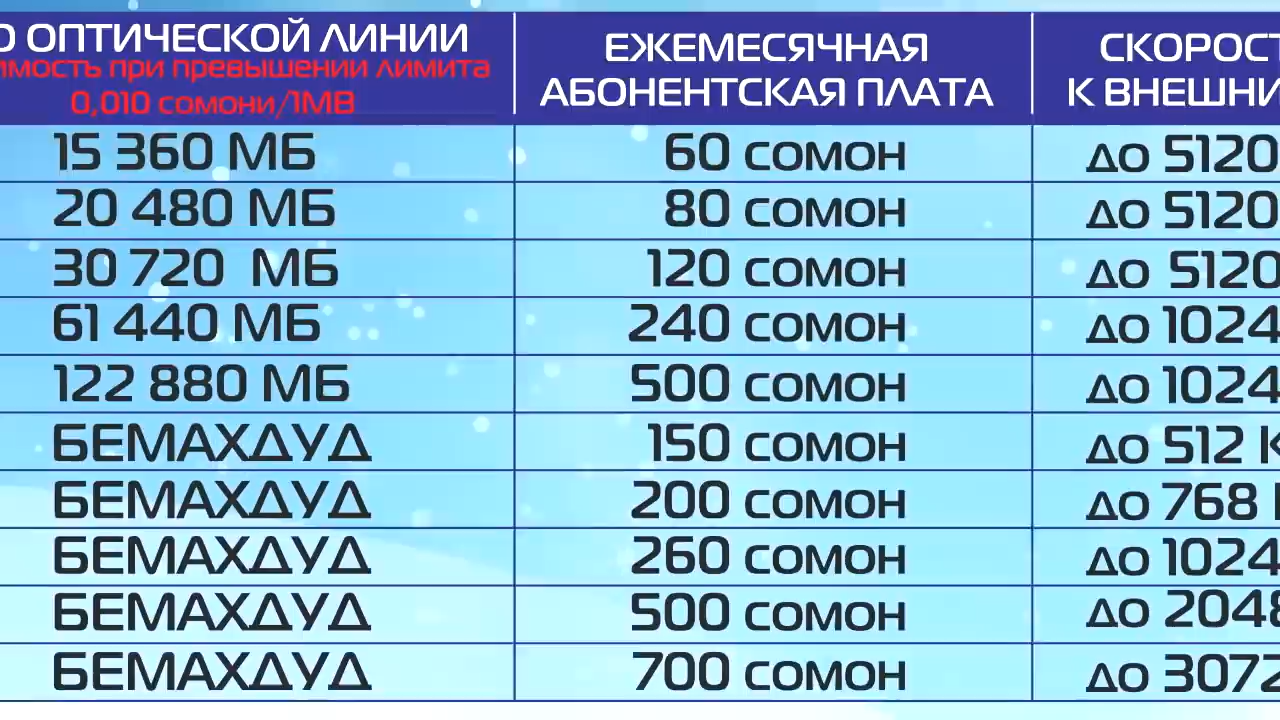 О ОПТИЧЕСКОЙ ЛИНИИ
имость при превышении лимита
0,010 сомони/1МВ
ЕЖЕМЕСЯЧНАЯ
АБОНЕНТСКАЯ ПЛАТА
СКОРОСТ
К ВНЕШНИ
15 360 МБ 60 СОМОН ДО 5120
20 480 МБ 80 СОМОН ДО 5120
30 720 МБ 120 СОМОН ДО 5120
61 440 МБ 240 СОМОН ДО 1024
122 880 МБ 500 СОМОН ДО 1024
БЕМАХДУД 150 СОМОН ДО 512 К
БЕМАХДУД 200 СОМОН ДО 768
БЕМАХДУД 260 СОМОН ДО 1024
БЕМАХДУД 500 СОМОН ДО 2048
БЕМАХДУД 700 СОМОН ДО 3072